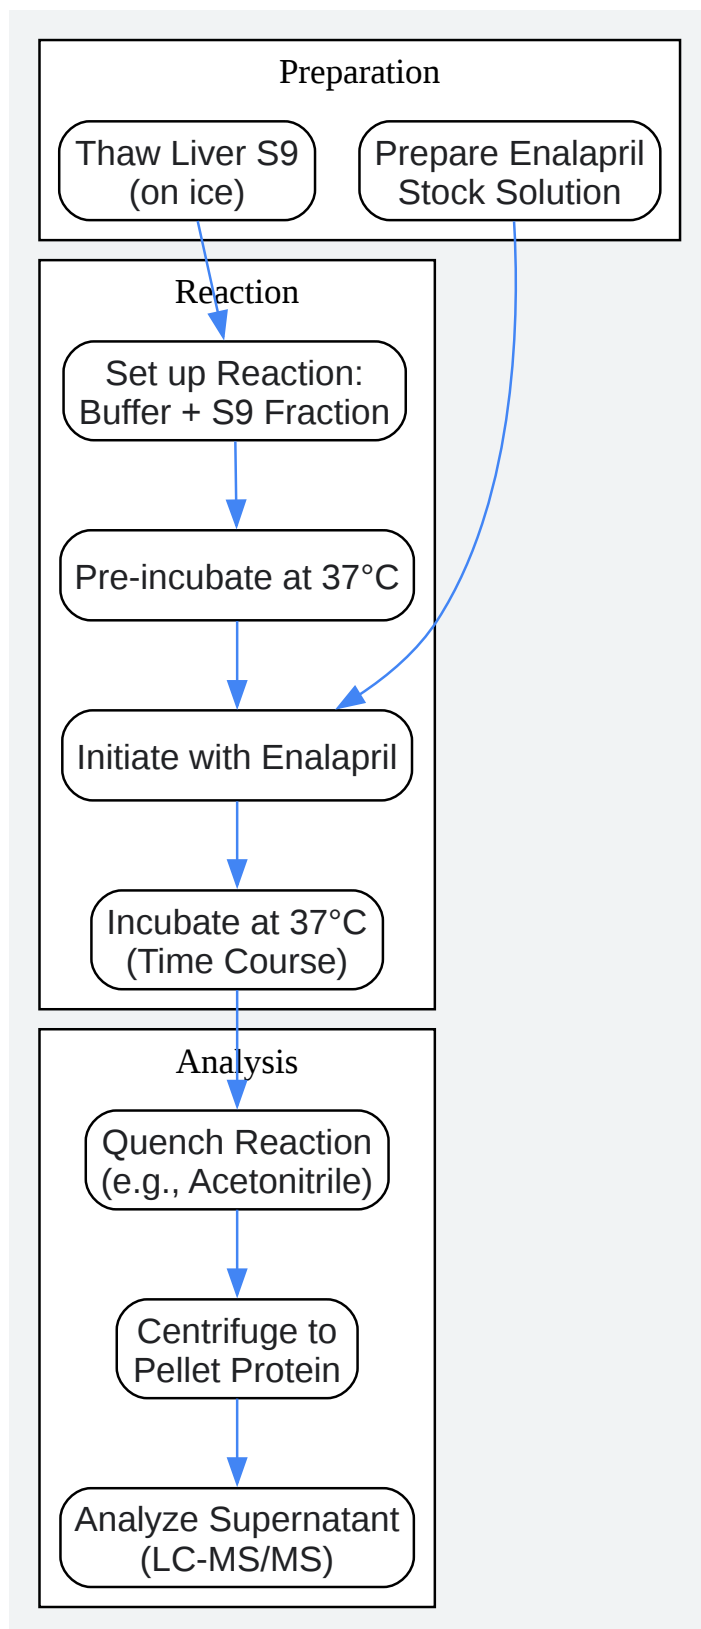 Preparation
Thaw Liver S9
(on ice)
Prepare Enalapril
Stock Solution
Reaction
Set up Reaction:
Buffer + S9 Fraction
Pre-incubate at 37°C
Initiate with Enalapril
Incubate at 37°C
(Time Course)
Analysis
Quench Reaction
(e.g., Acetonitrile)
Centrifuge to
Pellet Protein
Analyze Supernatant
(LC-MS/MS)